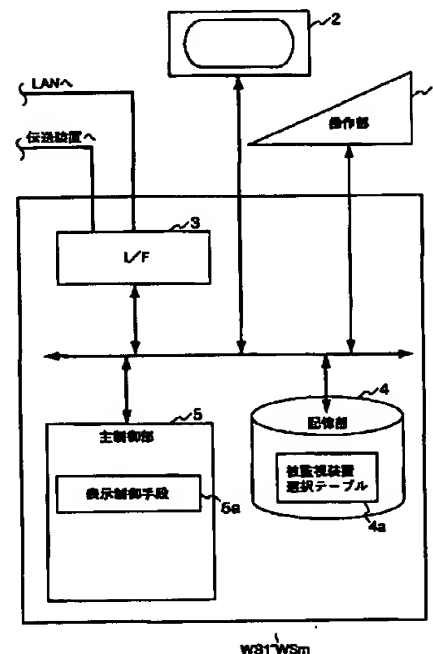 2
LANへ
伝送装置へ
操作部
3
I/F
5
主制御部
表示制御手段
5a
4
記憶部
被監視装置
選択テーブル
4a
WS1~WSm